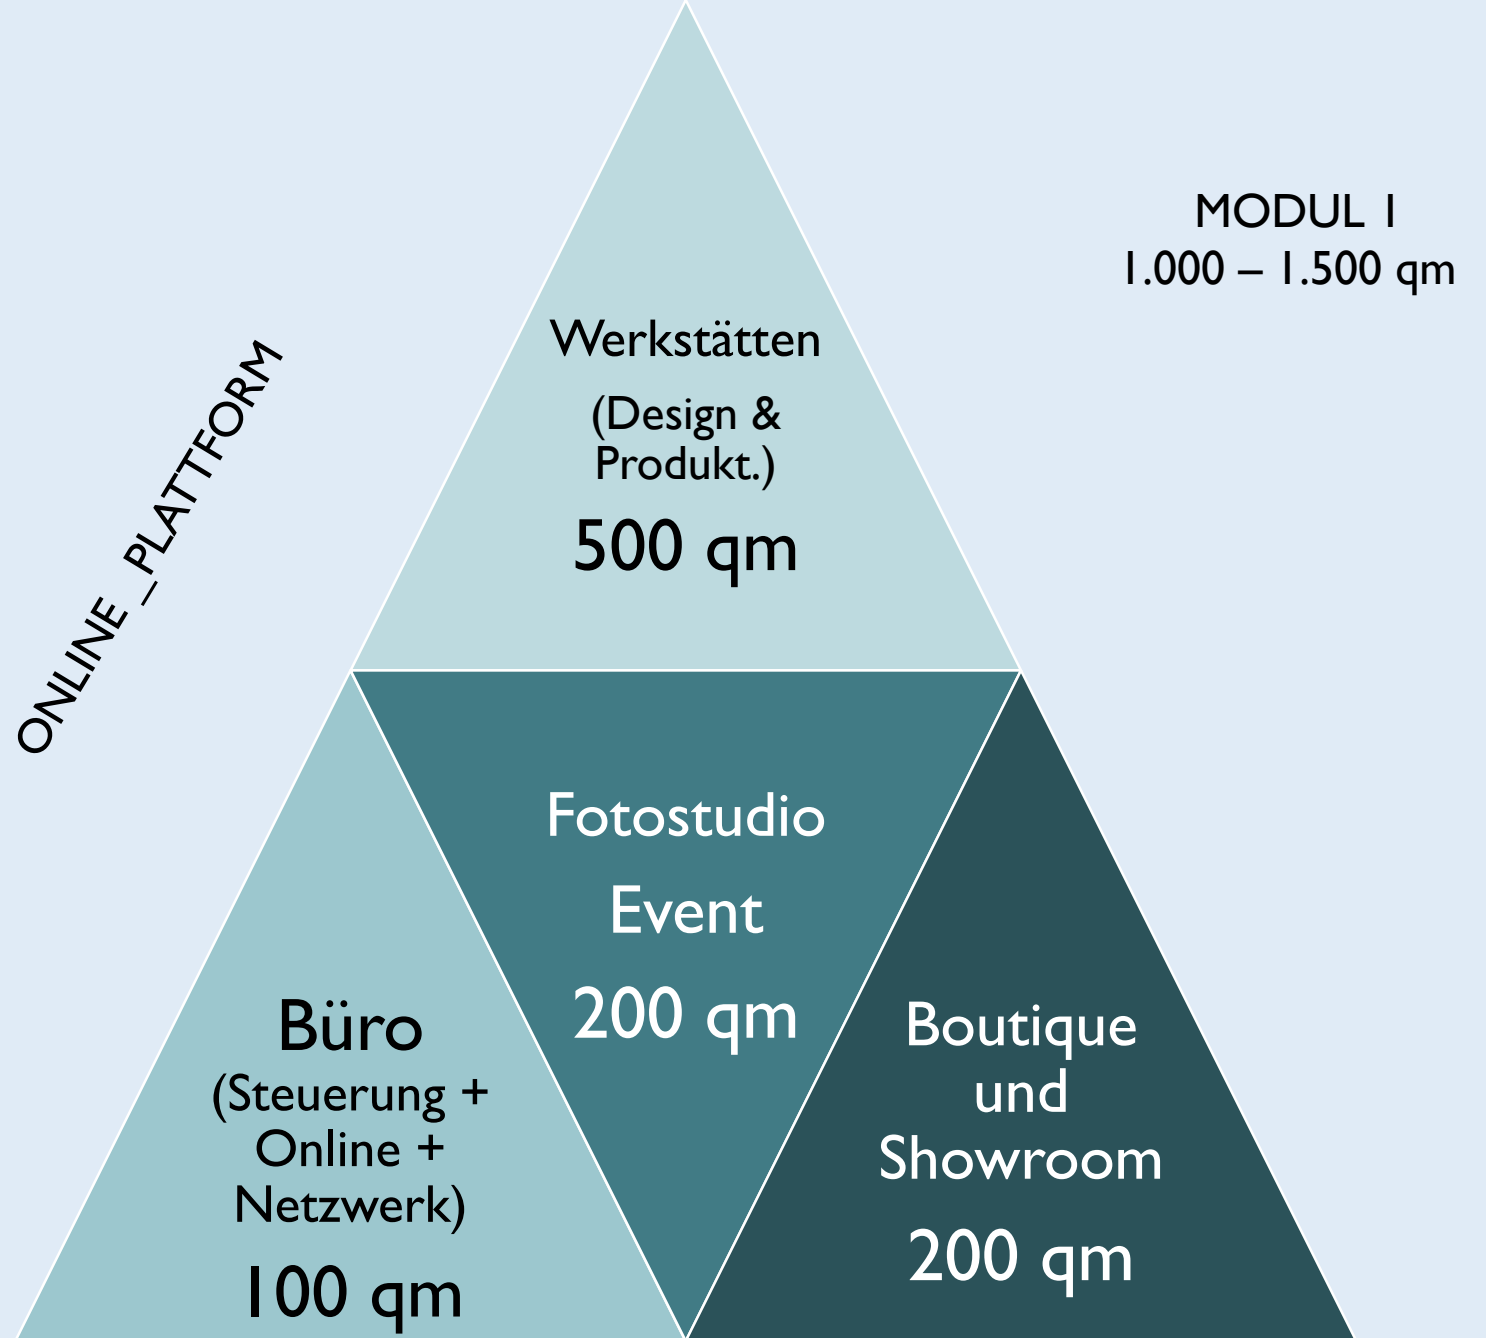 MODUL 1
1.000 – 1.500 qm
Werkstätten
(Design &
Produkt.)
500 qm
ONLINE _PLATTFORM
Fotostudio
Event
200 qm
Büro
(Steuerung +
Online +
Netzwerk)
100 qm
Boutique
und
Showroom
200 qm